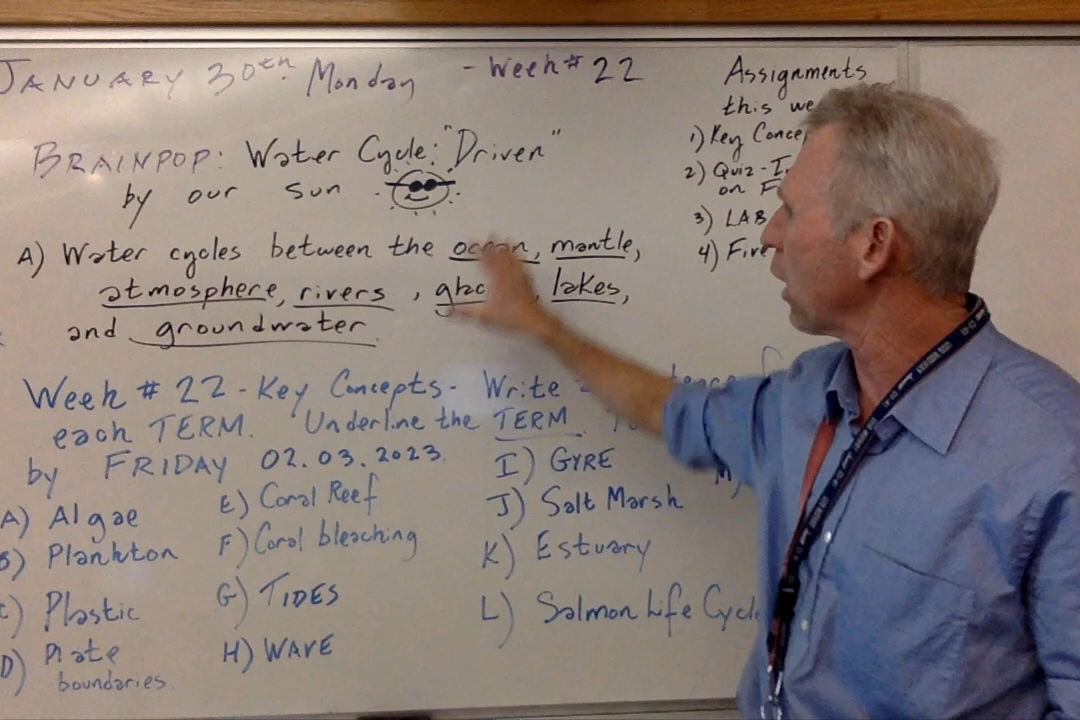 JANUARY 30th Monday - Week # 22
BRAINPOP: Water Cycle: "Driven"
by our sun
A) Water cycles between the ocean, mantle,
atmosphere, rivers, lakes,
and groundwater.
Assignments
this
1) Key
2) Quiz -
on
3) LAB
4) Fire
Week # 22 - Key Concepts - Write
each TERM. Underline the TERM.
by FRIDAY 02.03.2023.
A) Algae
B) Plankton
C) Plastic
D) Plate
boundaries.
E) Coral Reef
F) Coral bleaching
G) TIDES
H) WAVE
I) GYRE
J) Salt Marsh
K) Estuary
L) Salmon Life Cycle
M)